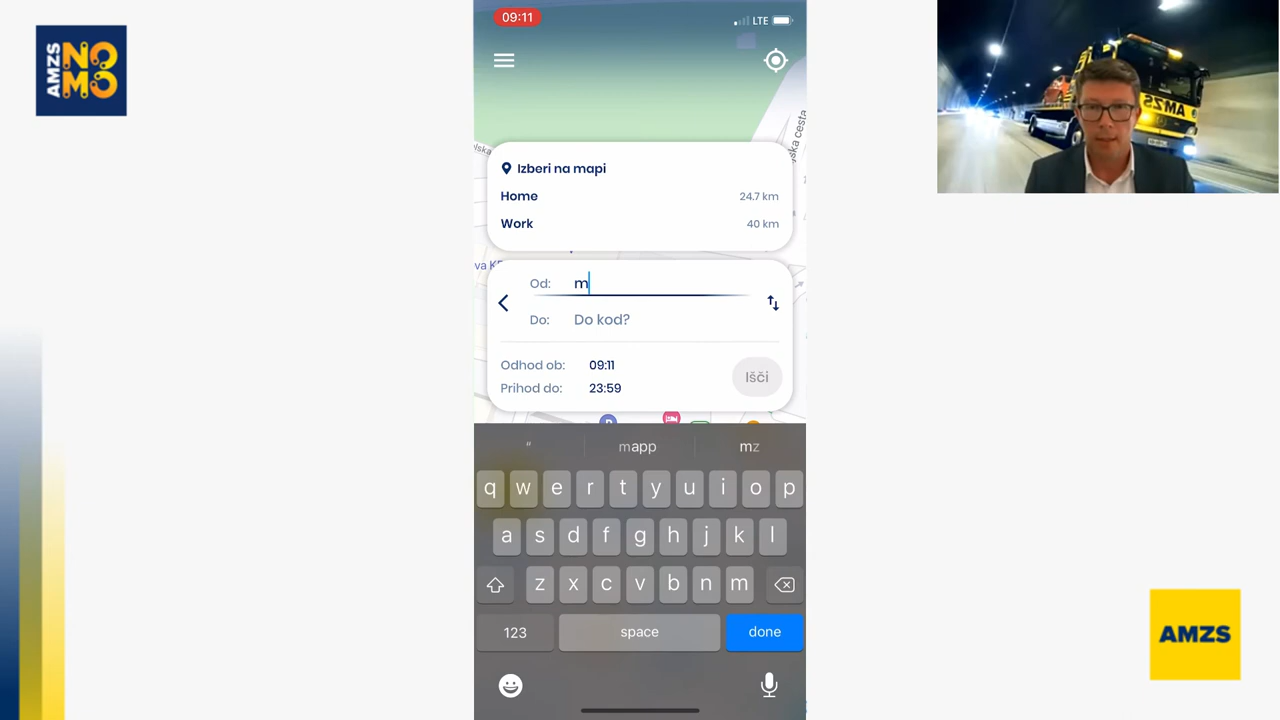 AMZS
NOMO
09:11
LTE
Izberi na mapi
Home 24.7 km
Work 40 km
Od: m
Do: Do kod?
Odhod ob: 09:11
Prihod do: 23:59
Išči
“ mapp mz
q w e r t y u i o p
a s d f g h j k l
z x c v b n m
123 space done
AMZS
AMZS